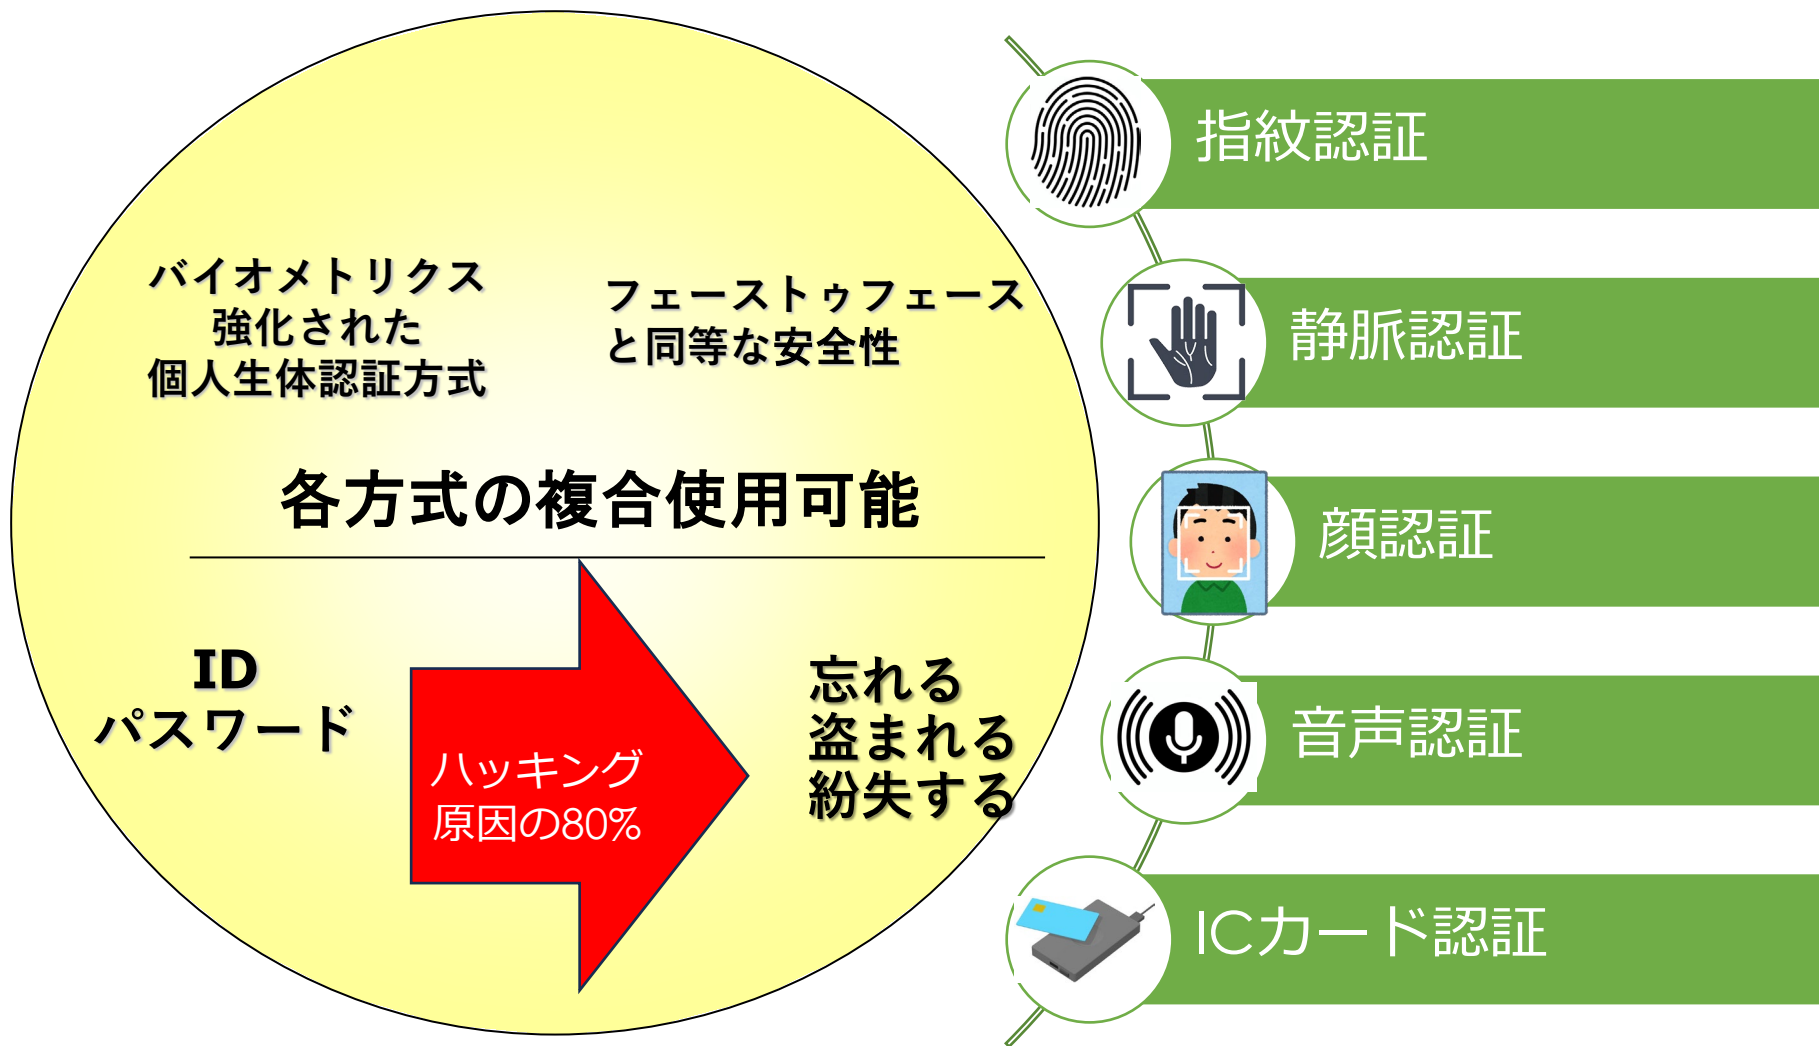 バイオメトリクス
強化された
個人生体認証方式
フェーストゥフェース
と同等な安全性
各方式の複合使用可能
ID
パスワード
ハッキング
原因の80%
忘れる
盗まれる
紛失する
指紋認証
静脈認証
顔認証
音声認証
ICカード認証